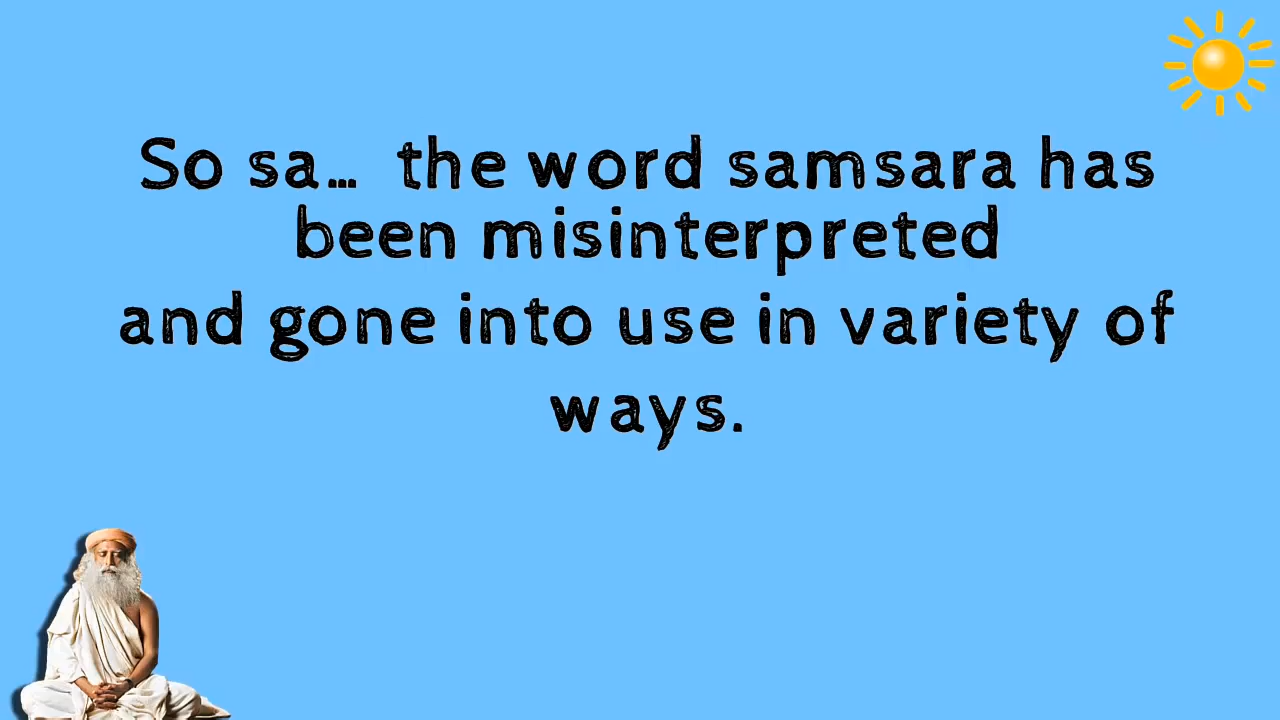 So sa... the word samsara has
been misinterpreted
and gone into use in variety of
ways.